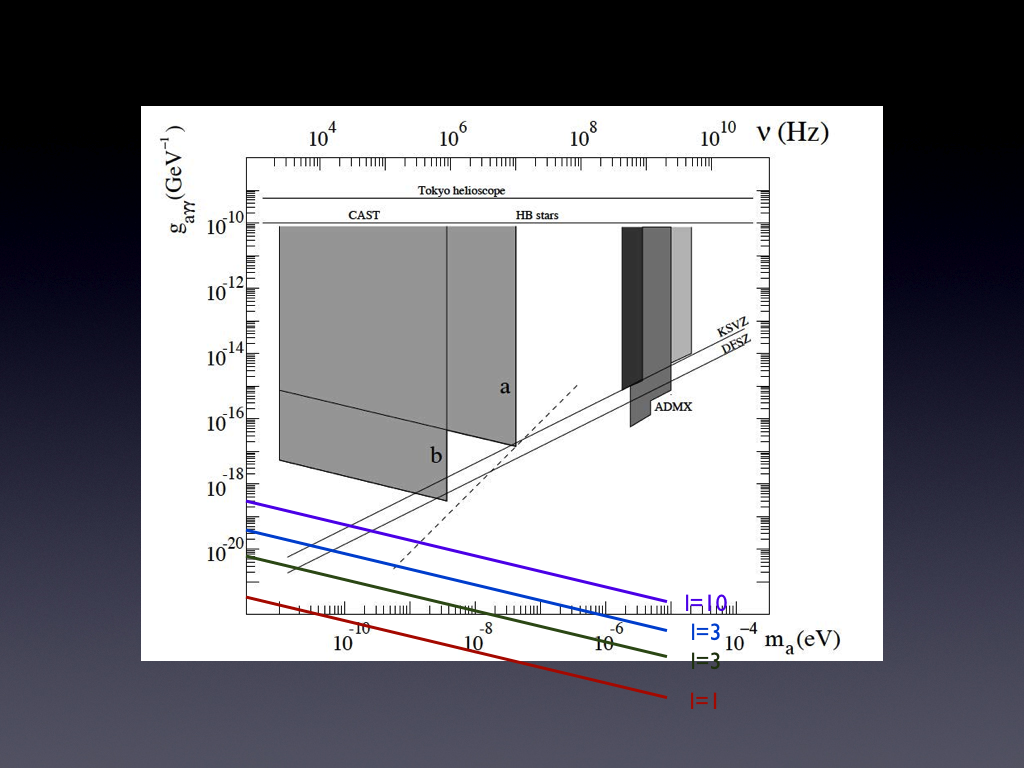 10^4 10^6 10^8 10^10 ν (Hz)
g_aγγ (GeV^-1)
Tokyo helioscope
CAST HB stars
10^-10
10^-12
10^-14
10^-16
10^-18
10^-20
KSVZ
DFSZ
a
ADMX
b
l=10
l=3
l=3
l=1
10^-10 10^-8 10^-6 10^-4 m_a (eV)